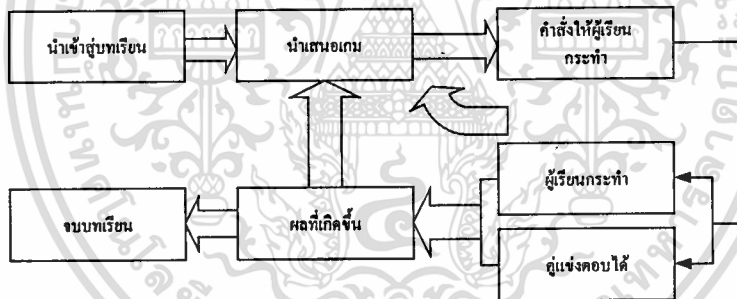 นำเข้าสู่บทเรียน
นำเสนอเกม
คำสั่งให้ผู้เรียน
กระทำ
ผู้เรียนกระทำ
จบบทเรียน
ผลที่เกิดขึ้น
คู่แข่งตอบได้